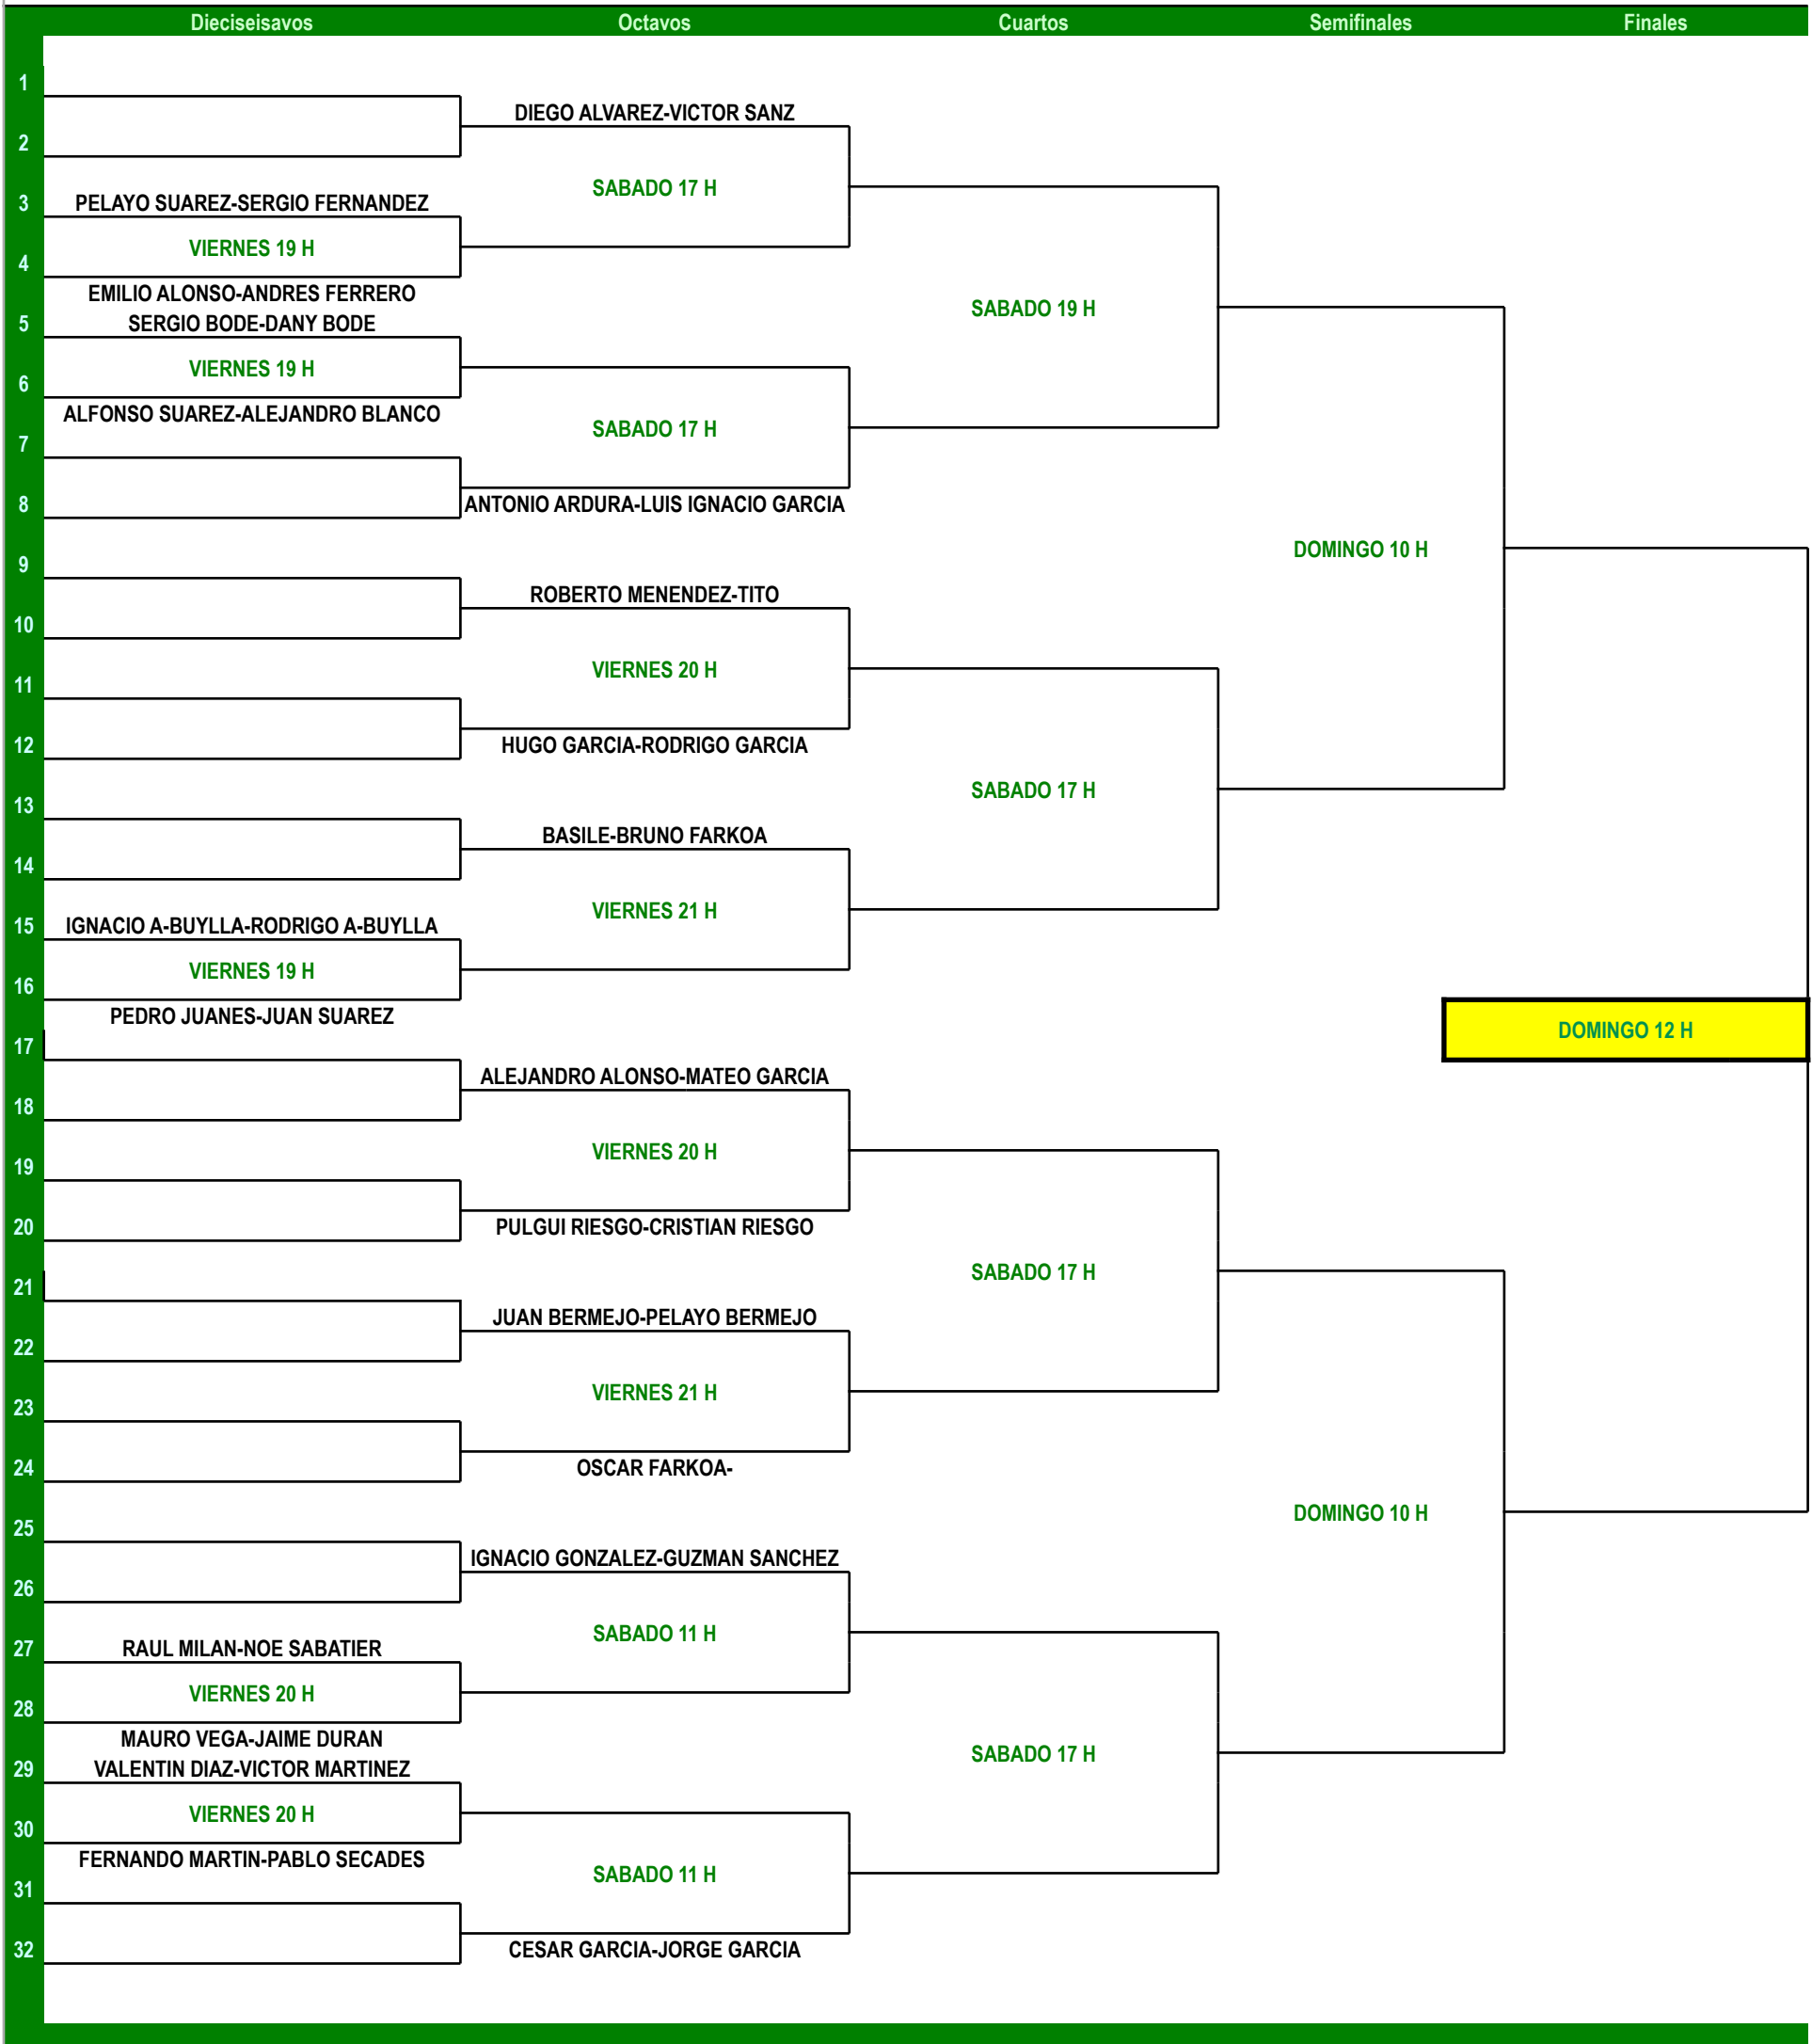 Dieciseisavos Octavos Cuartos Semifinales Finales
1
DIEGO ALVAREZ-VICTOR SANZ
2
SABADO 17 H
3 PELAYO SUAREZ-SERGIO FERNANDEZ
VIERNES 19 H
4
EMILIO ALONSO-ANDRES FERRERO
SABADO 19 H
5 SERGIO BODE-DANY BODE
VIERNES 19 H
6
ALFONSO SUAREZ-ALEJANDRO BLANCO
SABADO 17 H
7
8 ANTONIO ARDURA-LUIS IGNACIO GARCIA
DOMINGO 10 H
9
ROBERTO MENENDEZ-TITO
10
VIERNES 20 H
11
12 HUGO GARCIA-RODRIGO GARCIA
SABADO 17 H
13
BASILE-BRUNO FARKOA
14
VIERNES 21 H
15 IGNACIO A-BUYLLA-RODRIGO A-BUYLLA
VIERNES 19 H
16
PEDRO JUANES-JUAN SUAREZ
DOMINGO 12 H
17
ALEJANDRO ALONSO-MATEO GARCIA
18
VIERNES 20 H
19
20 PULGUI RIESGO-CRISTIAN RIESGO
SABADO 17 H
21
JUAN BERMEJO-PELAYO BERMEJO
22
VIERNES 21 H
23
24 OSCAR FARKOA-
DOMINGO 10 H
25
IGNACIO GONZALEZ-GUZMAN SANCHEZ
26
SABADO 11 H
27 RAUL MILAN-NOE SABATIER
VIERNES 20 H
28
MAURO VEGA-JAIME DURAN
SABADO 17 H
29 VALENTIN DIAZ-VICTOR MARTINEZ
VIERNES 20 H
30
FERNANDO MARTIN-PABLO SECADES
SABADO 11 H
31
32 CESAR GARCIA-JORGE GARCIA